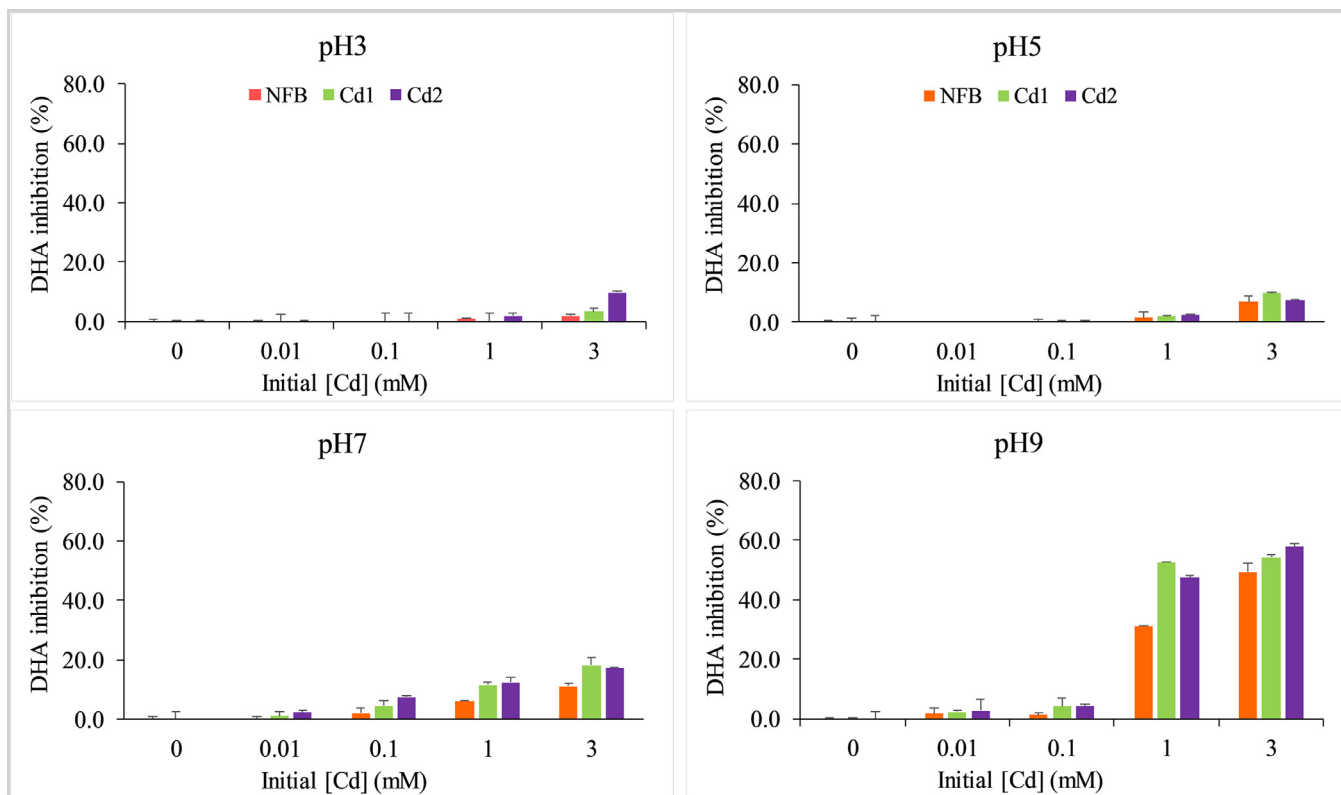 pH3
NFB Cd1 Cd2
DHA inhibition (%)
80.0
60.0
40.0
20.0
0.0
0 0.01 0.1 1 3
Initial [Cd] (mM)
pH5
NFB Cd1 Cd2
DHA inhibition (%)
80.0
60.0
40.0
20.0
0.0
0 0.01 0.1 1 3
Initial [Cd] (mM)
pH7
DHA inhibition (%)
80.0
60.0
40.0
20.0
0.0
0 0.01 0.1 1 3
Initial [Cd] (mM)
pH9
DHA inhibition (%)
80.0
60.0
40.0
20.0
0.0
0 0.01 0.1 1 3
Initial [Cd] (mM)